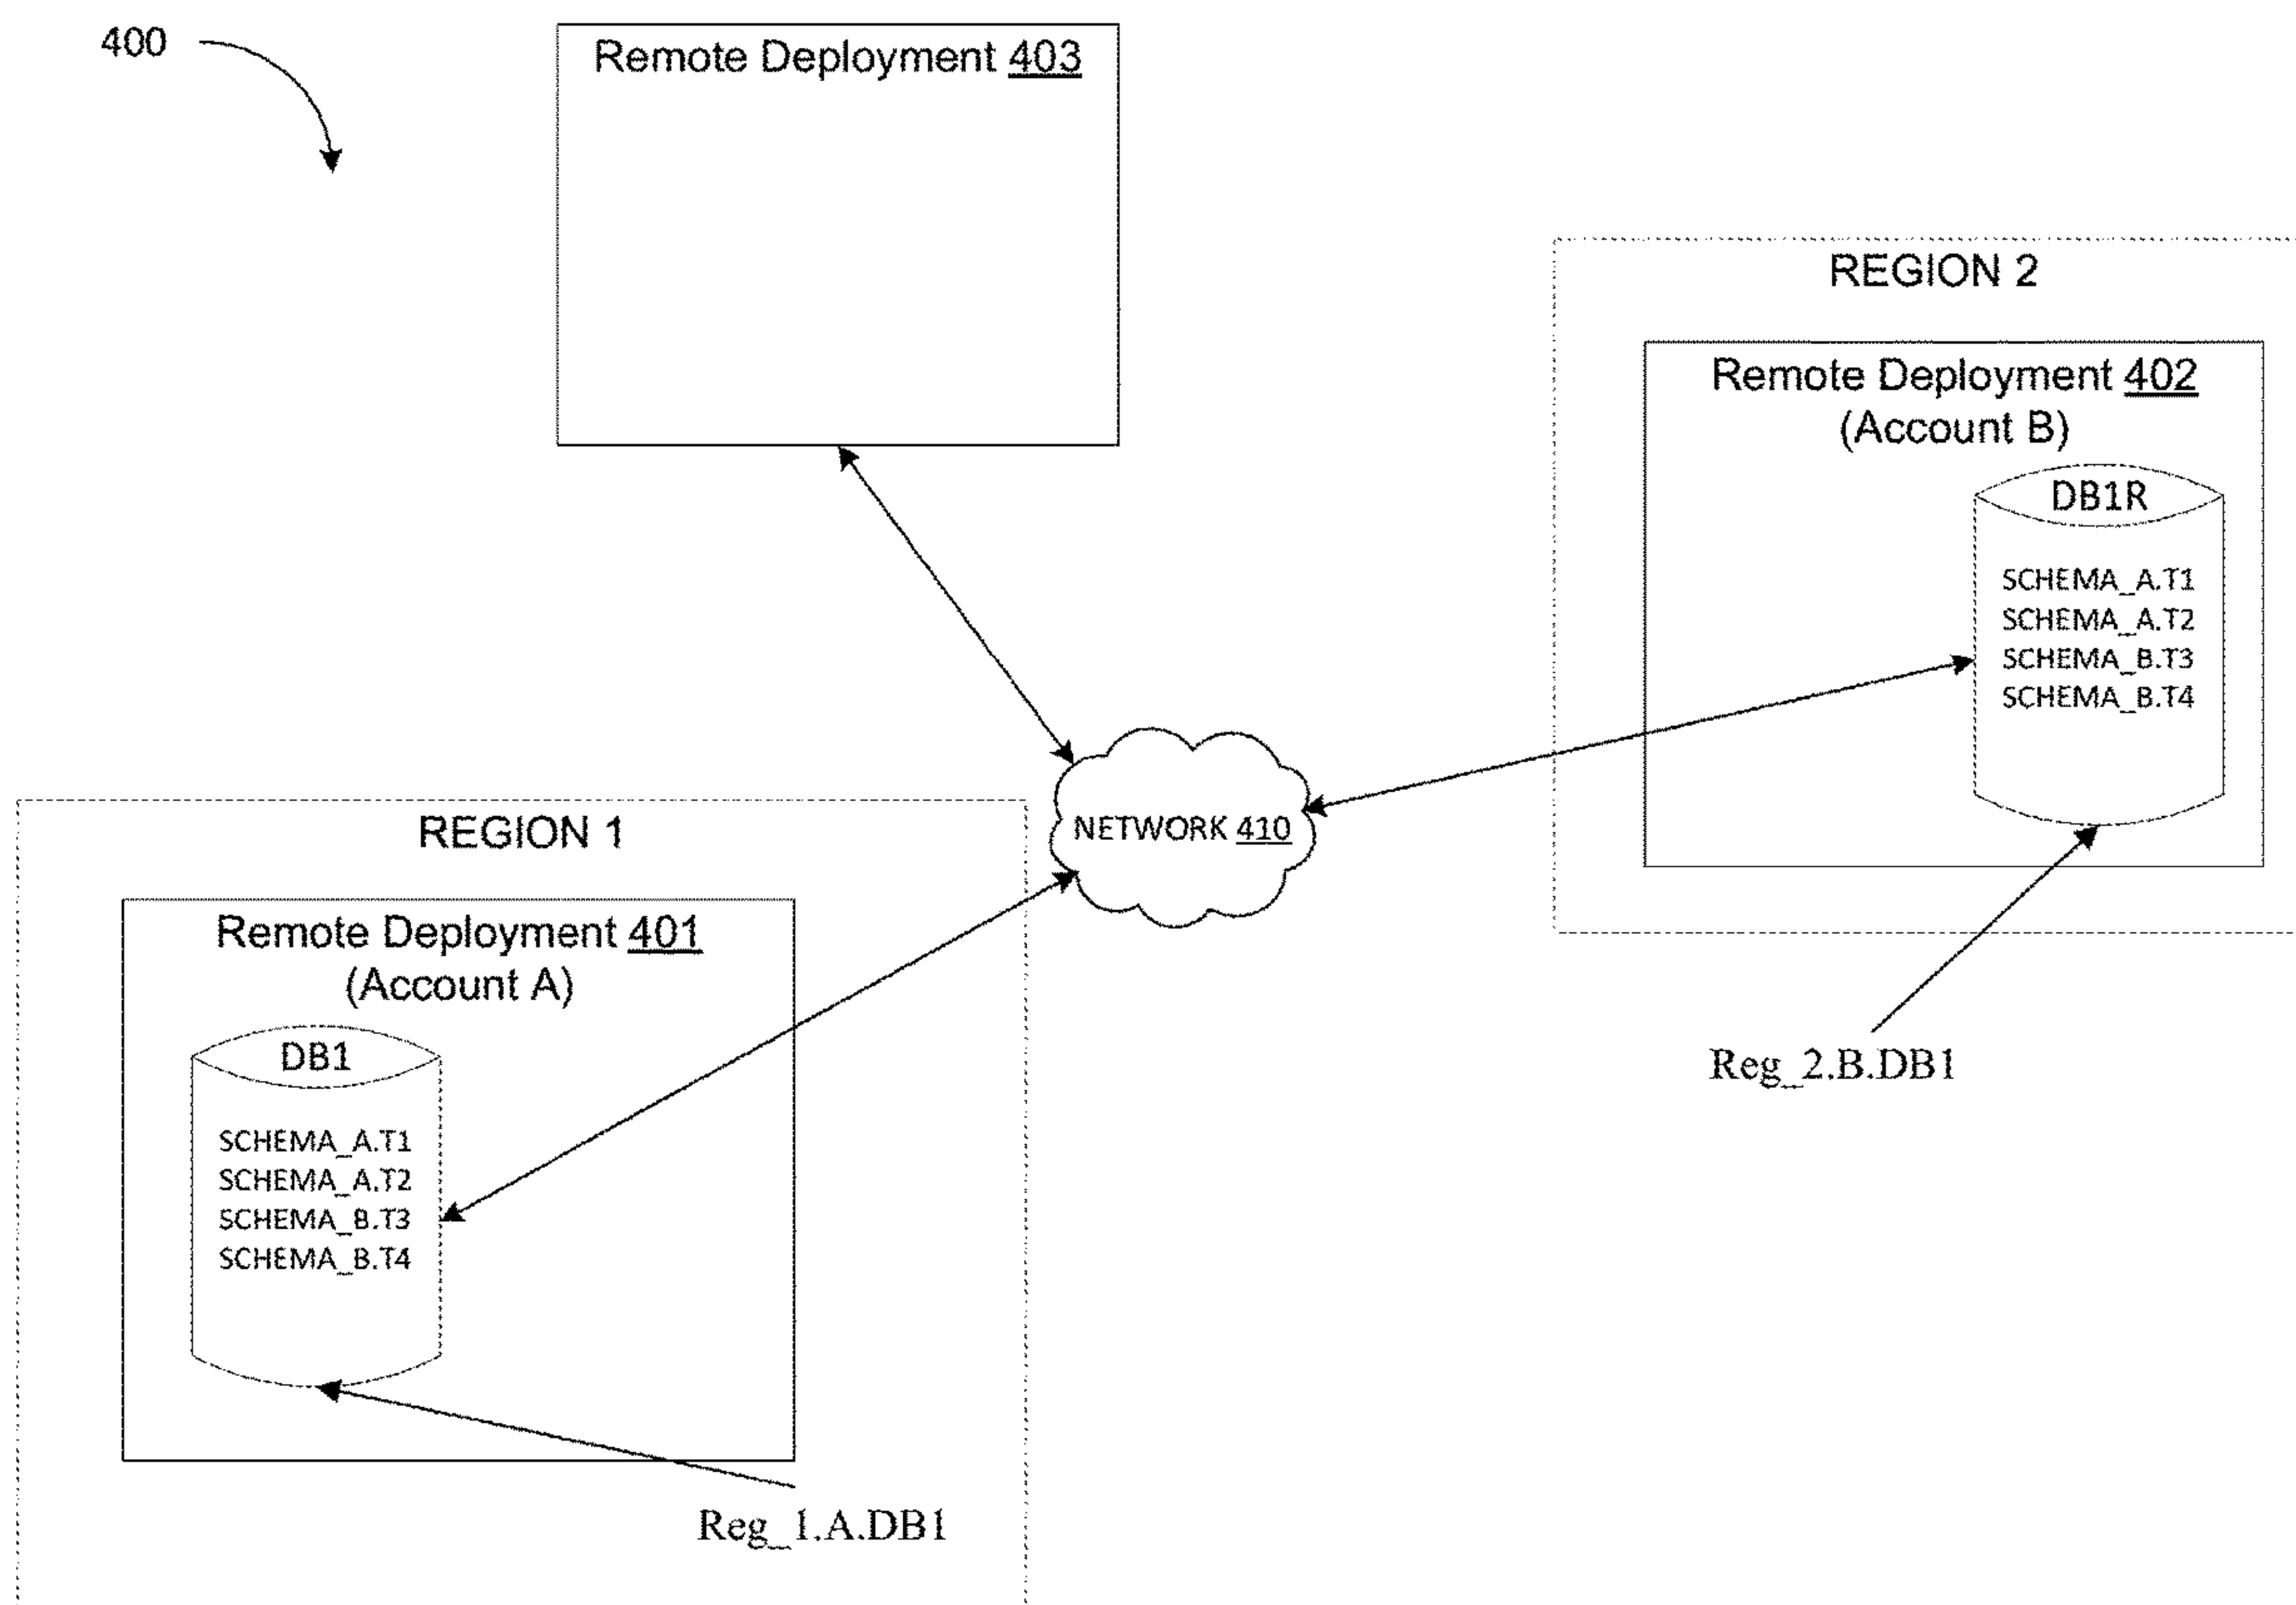 400
Remote Deployment 403
REGION 2
Remote Deployment 402
(Account B)
DB1R
SCHEMA_A.T1
SCHEMA_A.T2
SCHEMA_B.T3
SCHEMA_B.T4
NETWORK 410
REGION 1
Remote Deployment 401
(Account A)
DB1
SCHEMA_A.T1
SCHEMA_A.T2
SCHEMA_B.T3
SCHEMA_B.T4
Reg_2.B.DB1
Reg_1.A.DB1